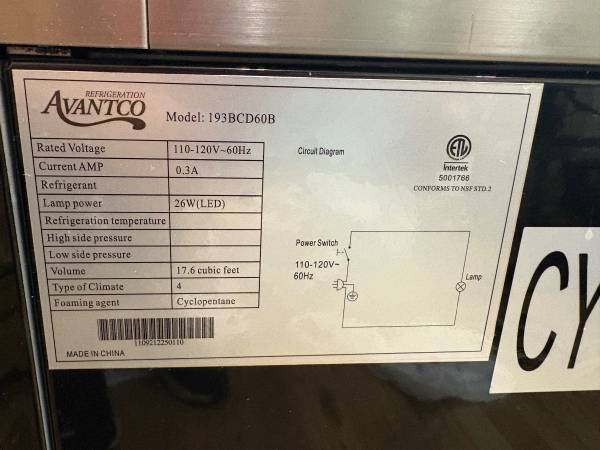 REFRIGERATION
AVANTCO
Model: 193BCD60B
Rated Voltage 110-120V~60Hz
Current AMP 0.3A
Refrigerant
Lamp power 26W(LED)
Refrigeration temperature
High side pressure
Low side pressure
Volume 17.6 cubic feet
Type of Climate 4
Foaming agent Cyclopentane
1109212250110
MADE IN CHINA
Circuit Diagram
ETL
Intertek
5001766
CONFORMS TO NSF STD.2
Power Switch
110-120V~
60Hz
Lamp
CY